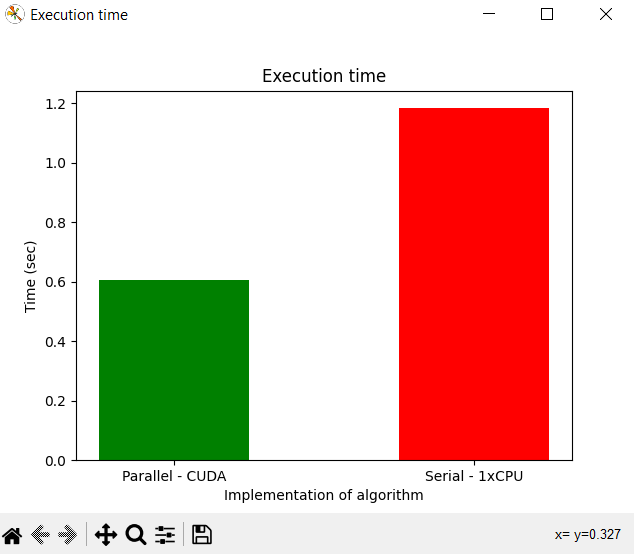 Execution time
Execution time
1.2
1.0
0.8
0.6
0.4
0.2
0.0
Time (sec)
Parallel - CUDA Serial - 1xCPU
Implementation of algorithm
x= y=0.327